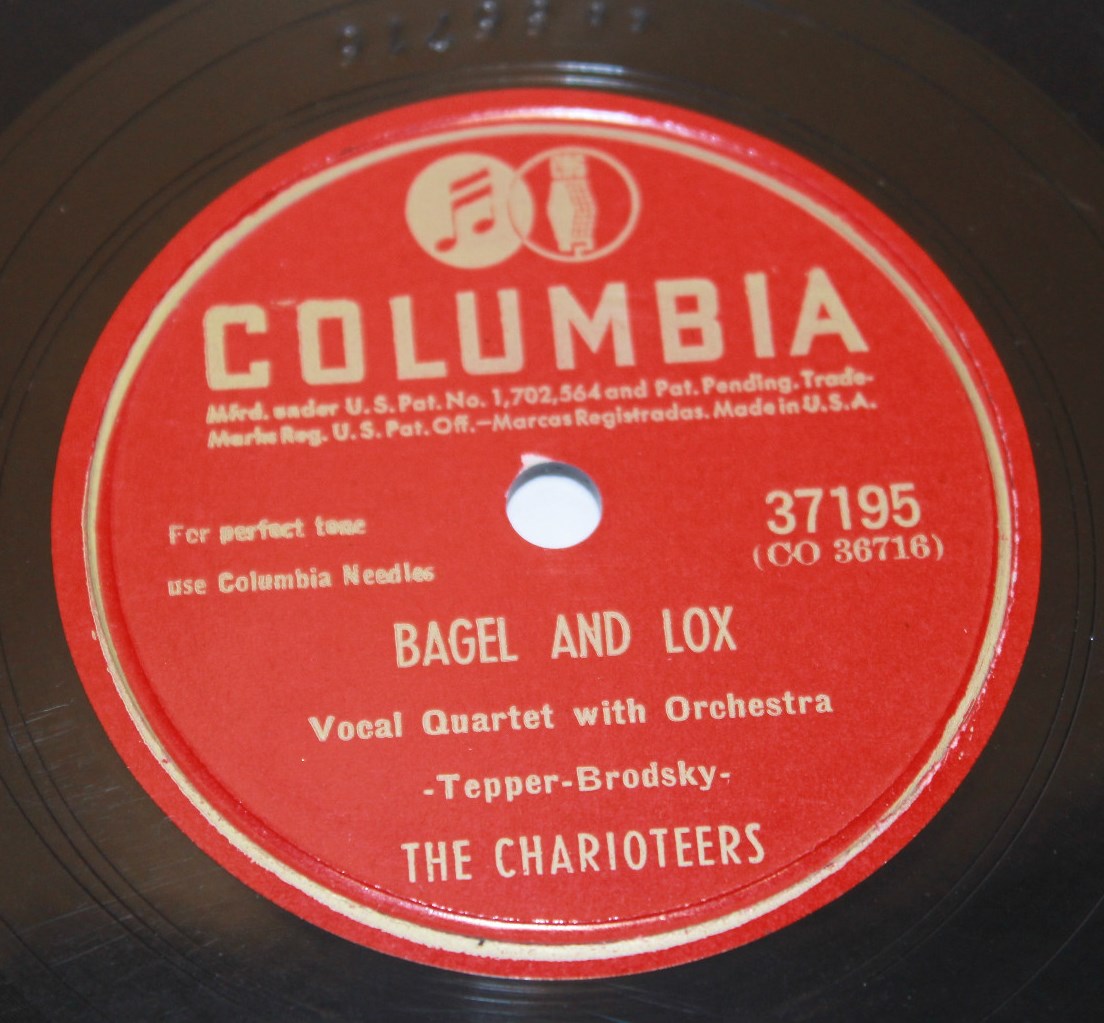 CBS
COLUMBIA
Mfrd. under U.S. Pat. No. 1,702,564 and Pat. Pending. Trade-
Marks Reg. U.S. Pat. Off.—Marcas Registradas. Made in U.S.A.
For perfect tone
use Columbia Needles
37195
(CO 36716)
BAGEL AND LOX
Vocal Quartet with Orchestra
-Tepper-Brodsky-
THE CHARIOTEERS